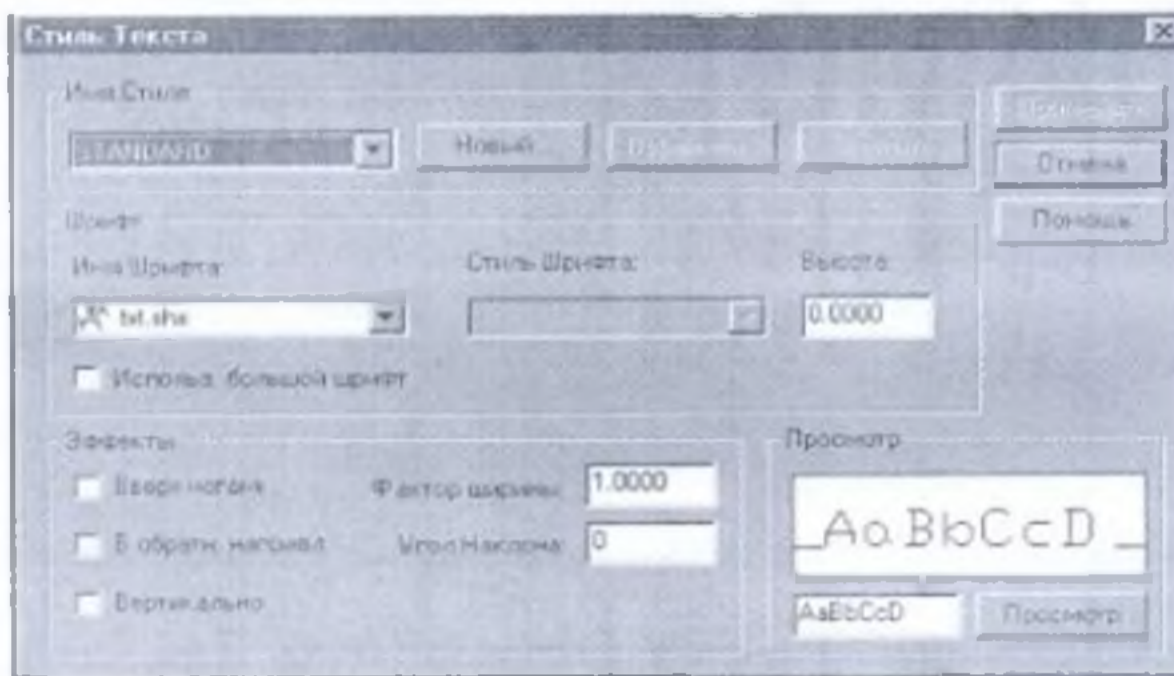 Стиль Текста
Имя Стиля
STANDARD
Новый
Отмена
Помощь
Шрифт
Имя Шрифта:
Стиль Шрифта:
Высота:
txt.shx
0.0000
Использ. большой шрифт
Эффекты
Просмотр
Вверх ногами
Фактор ширины:
1.0000
AaBbCcD
В обратн. направл.
Угол Наклона:
0
Вертикально
AaBbCcD
Просмотр